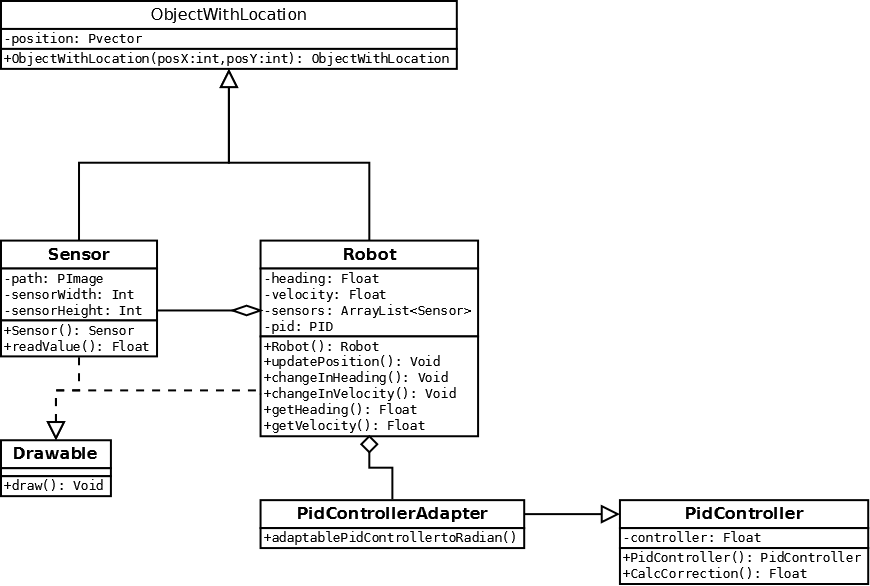 ObjectWithLocation
-position: Pvector
+ObjectWithLocation(posX:int,posY:int): ObjectWithLocation
Sensor
-path: PImage
-sensorWidth: Int
-sensorHeight: Int
+Sensor(): Sensor
+readValue(): Float
Robot
-heading: Float
-velocity: Float
-sensors: ArrayList<Sensor>
-pid: PID
+Robot(): Robot
+updatePosition(): Void
+changeInHeading(): Void
+changeInVelocity(): Void
+getHeading(): Float
+getVelocity(): Float
Drawable
+draw(): Void
PidControllerAdapter
+adaptablePidControllertoRadian()
PidController
-controller: Float
+PidController(): PidController
+CalcCorrection(): Float